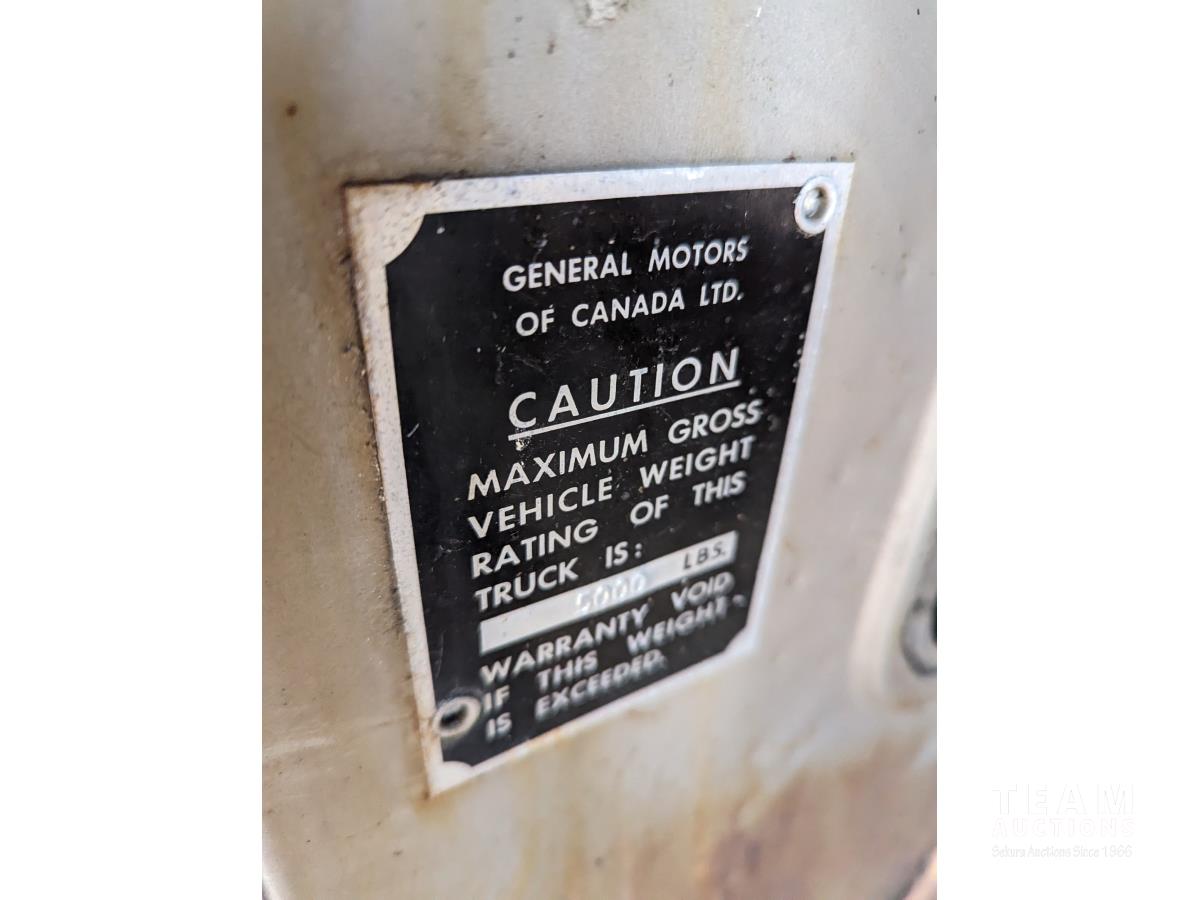 GENERAL MOTORS
OF CANADA LTD.
CAUTION
MAXIMUM GROSS
VEHICLE WEIGHT
RATING OF THIS
TRUCK IS:
5000 LBS.
WARRANTY VOID
IF THIS WEIGHT
IS EXCEEDED.
TEAM
AUCTIONS
Sekura Auctions Since 1966